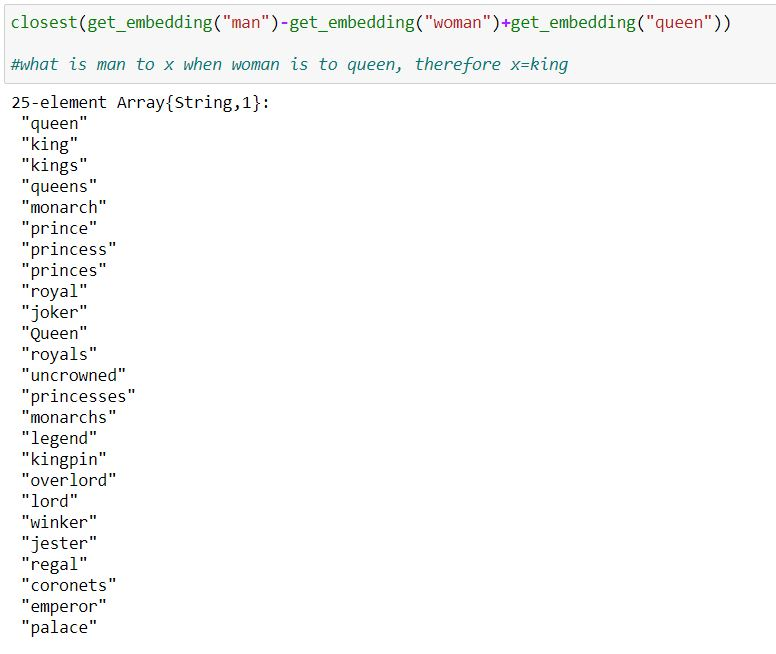 closest(get_embedding("man")-get_embedding("woman")+get_embedding("queen"))
#what is man to x when woman is to queen, therefore x=king
25-element Array{String,1}:
"queen"
"king"
"kings"
"queens"
"monarch"
"prince"
"princess"
"princes"
"royal"
"joker"
"Queen"
"royals"
"uncrowned"
"princesses"
"monarchs"
"legend"
"kingpin"
"overlord"
"lord"
"winker"
"jester"
"regal"
"coronets"
"emperor"
"palace"